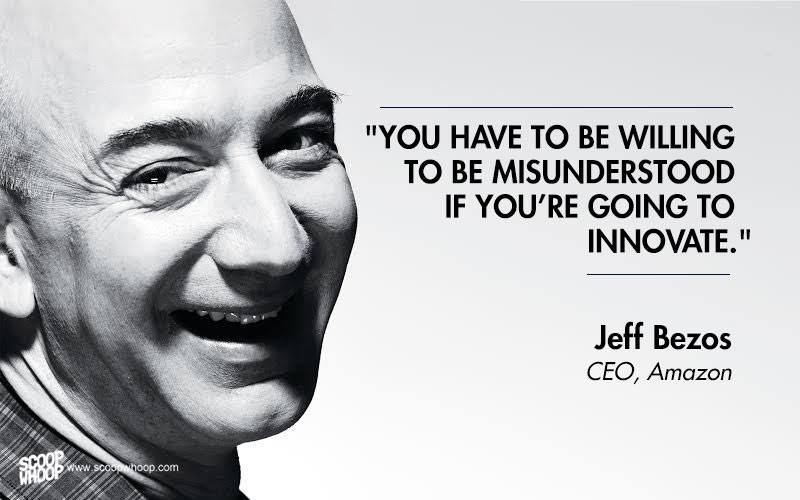 "YOU HAVE TO BE WILLING
TO BE MISUNDERSTOOD
IF YOU’RE GOING TO
INNOVATE."
Jeff Bezos
CEO, Amazon
SCOOP
WHOOP
www.scoopwhoop.com